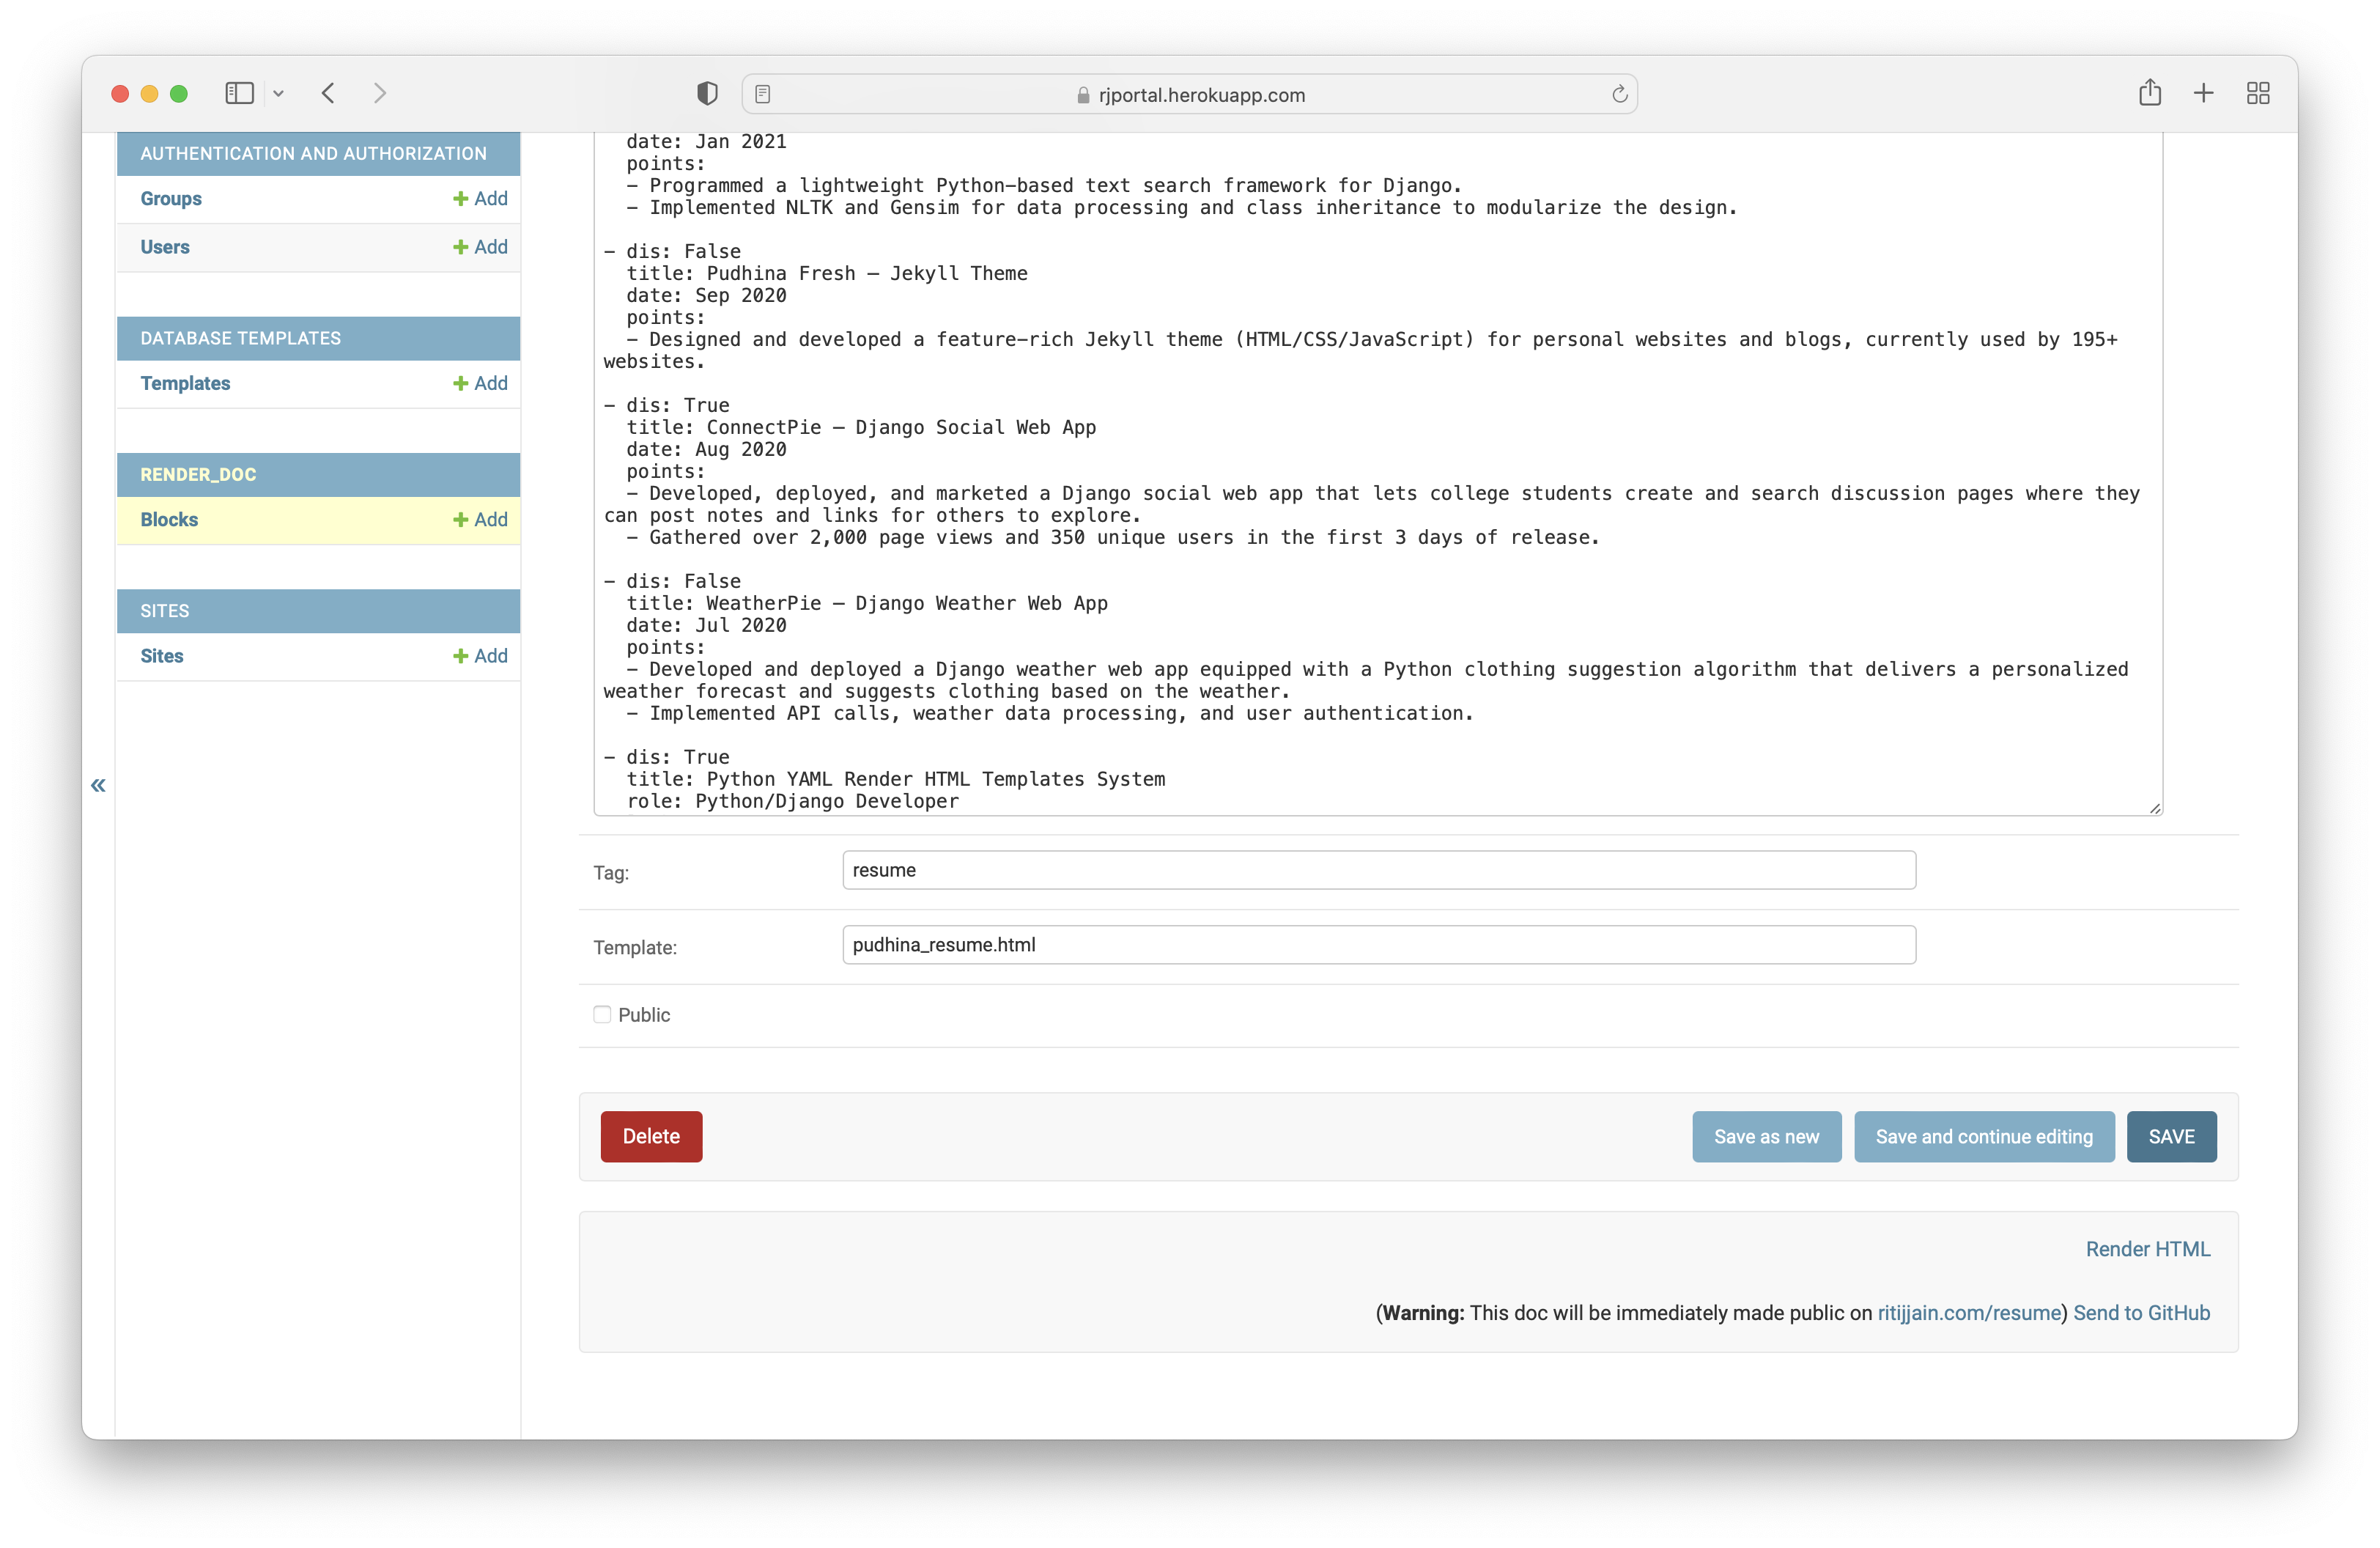 rjportal.herokuapp.com
AUTHENTICATION AND AUTHORIZATION
Groups Add
Users Add
DATABASE TEMPLATES
Templates Add
RENDER_DOC
Blocks Add
SITES
Sites Add
«
date: Jan 2021
points:
– Programmed a lightweight Python-based text search framework for Django.
– Implemented NLTK and Gensim for data processing and class inheritance to modularize the design.
– dis: False
title: Pudhina Fresh — Jekyll Theme
date: Sep 2020
points:
– Designed and developed a feature-rich Jekyll theme (HTML/CSS/JavaScript) for personal websites and blogs, currently used by 195+
websites.
– dis: True
title: ConnectPie — Django Social Web App
date: Aug 2020
points:
– Developed, deployed, and marketed a Django social web app that lets college students create and search discussion pages where they
can post notes and links for others to explore.
– Gathered over 2,000 page views and 350 unique users in the first 3 days of release.
– dis: False
title: WeatherPie — Django Weather Web App
date: Jul 2020
points:
– Developed and deployed a Django weather web app equipped with a Python clothing suggestion algorithm that delivers a personalized
weather forecast and suggests clothing based on the weather.
– Implemented API calls, weather data processing, and user authentication.
– dis: True
title: Python YAML Render HTML Templates System
role: Python/Django Developer
Tag: resume
Template: pudhina_resume.html
Public
Delete Save as new Save and continue editing SAVE
Render HTML
(Warning: This doc will be immediately made public on ritijjain.com/resume) Send to GitHub